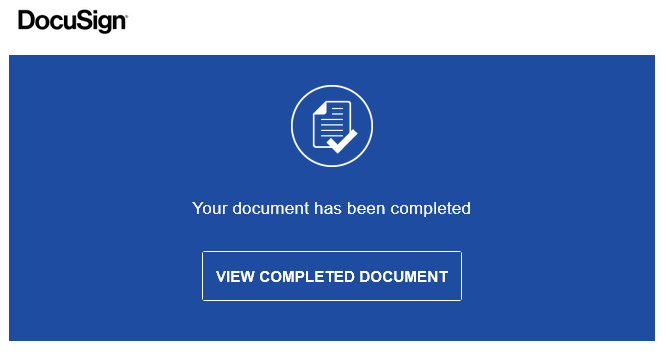 DocuSign
Your document has been completed
VIEW COMPLETED DOCUMENT